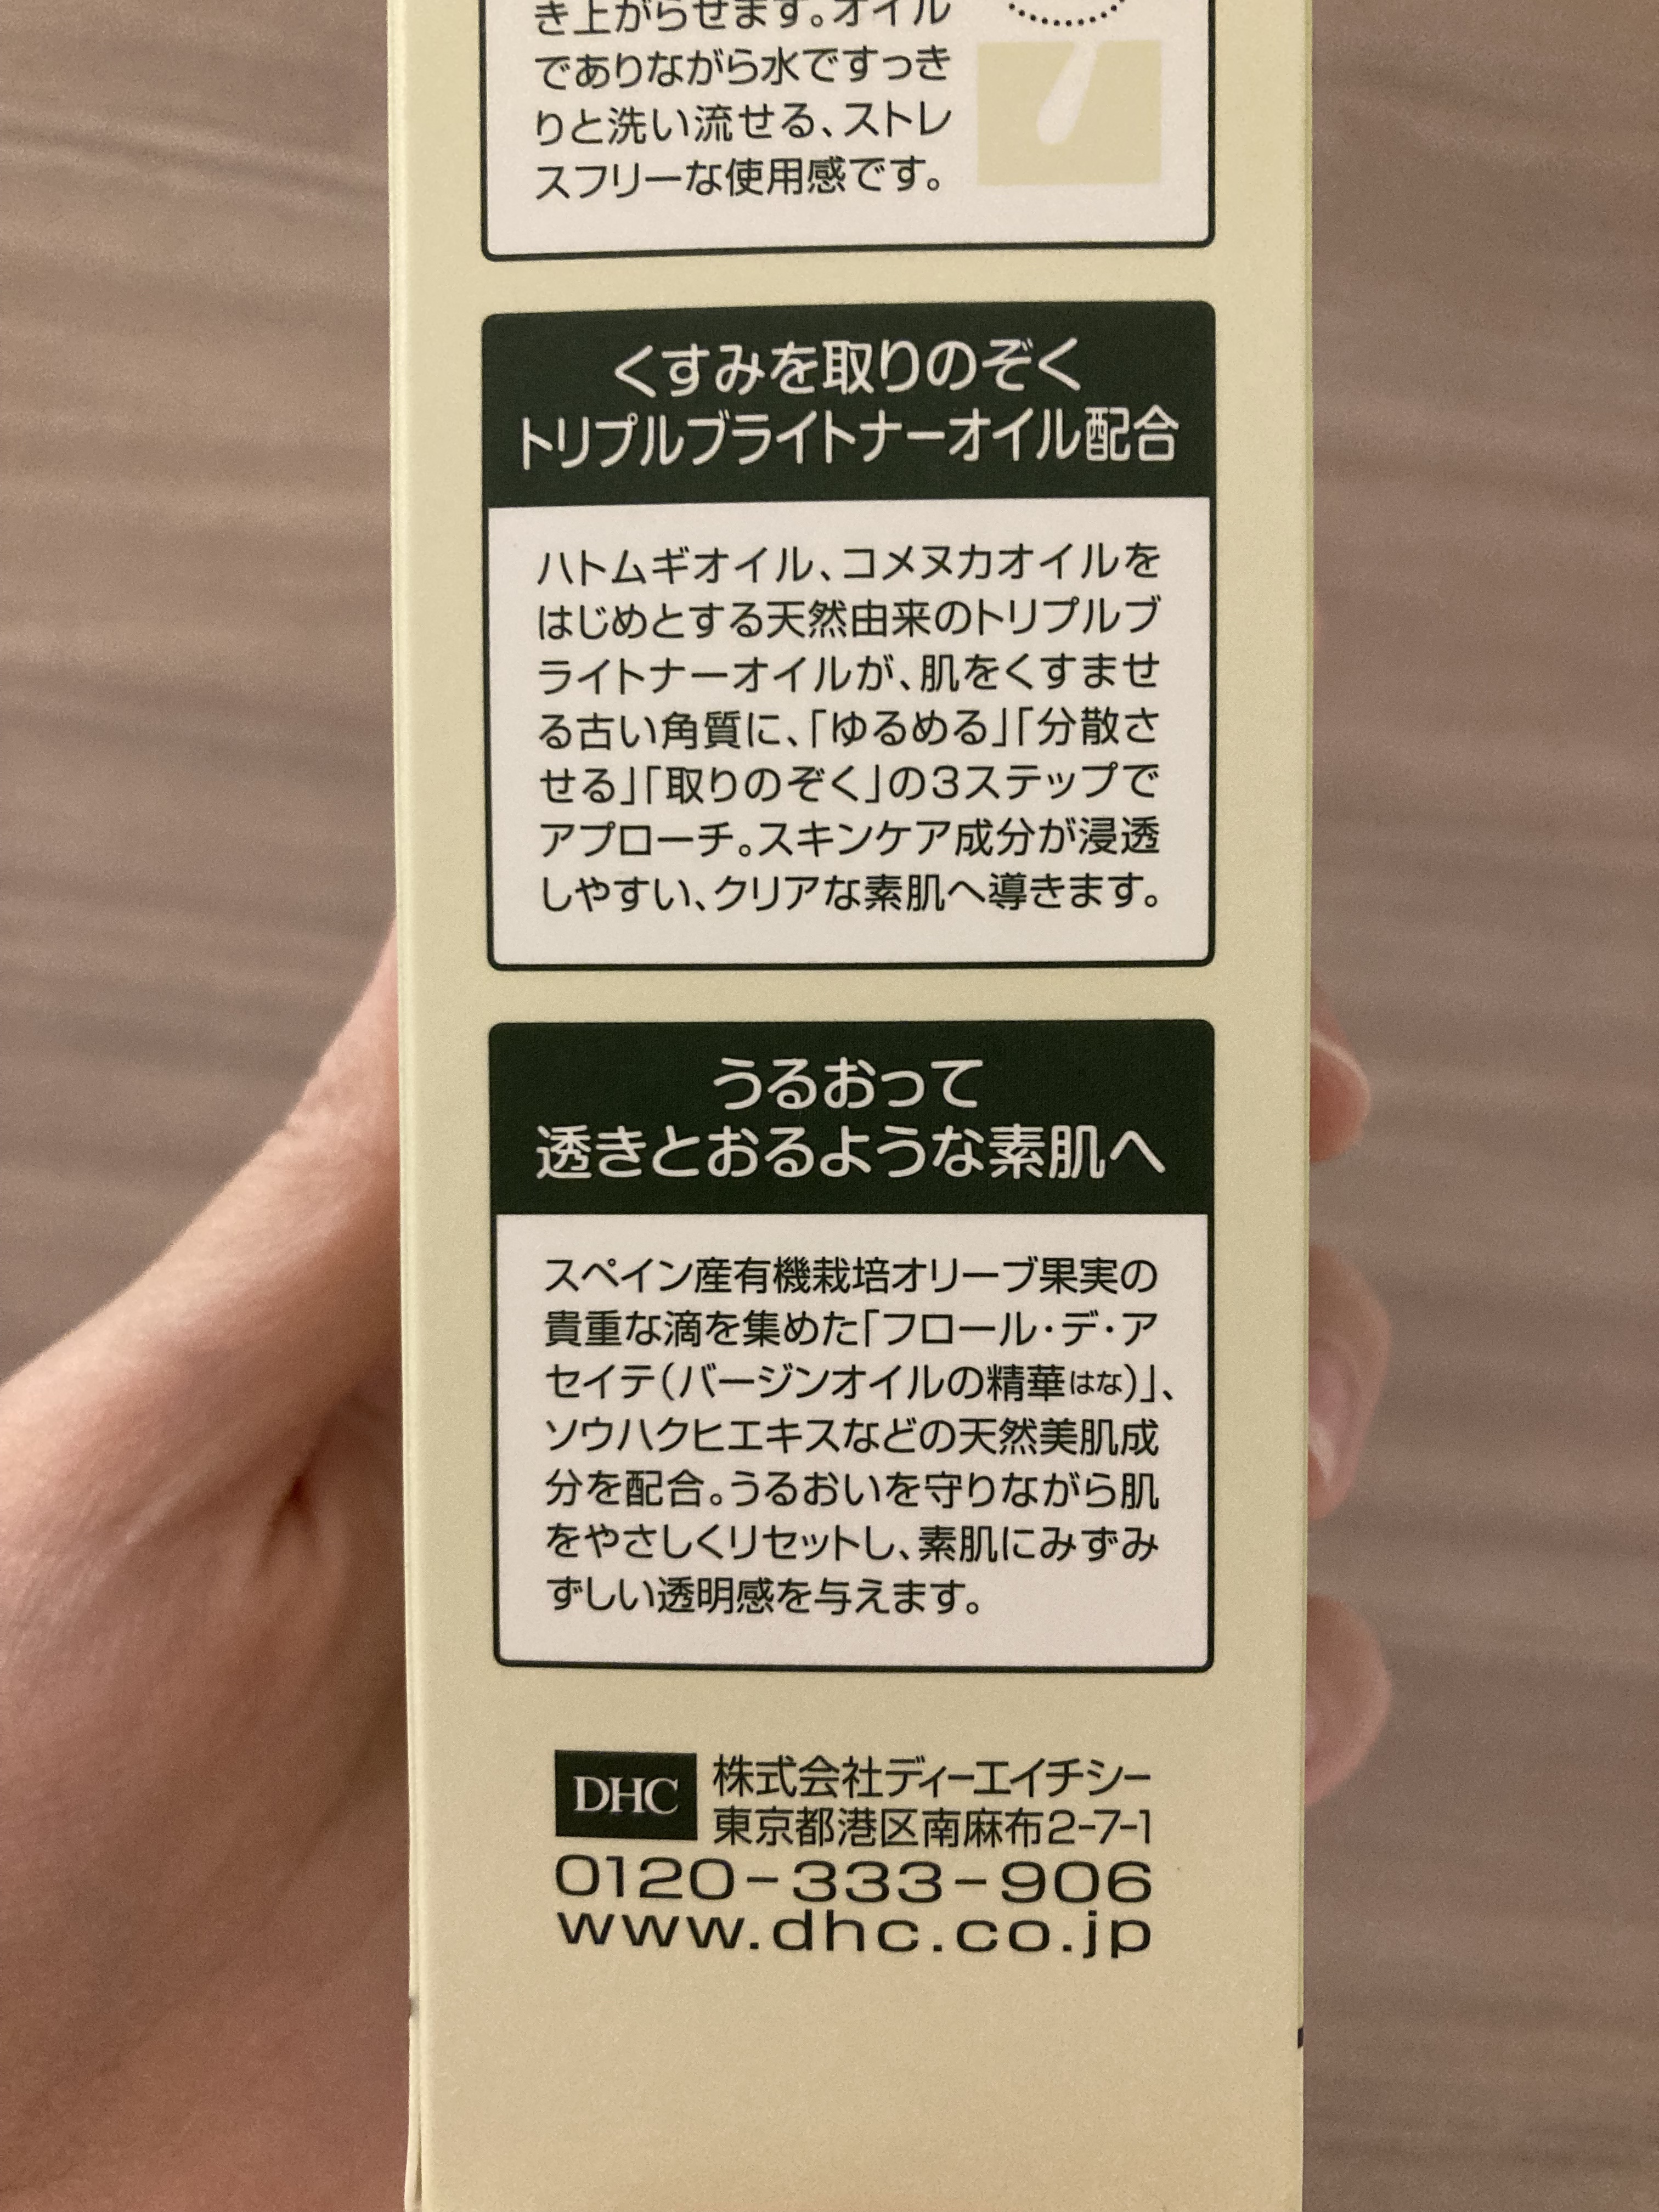 き上がらせます。オイル
でありながら水ですっき
りと洗い流せる、ストレ
スフリーな使用感です。
くすみを取りのぞく
トリプルブライトナーオイル配合
ハトムギオイル、コメヌカオイルを
はじめとする天然由来のトリプルブ
ライトナーオイルが、肌をくすませ
る古い角質に、「ゆるめる」「分散さ
せる」「取りのぞく」の3ステップで
アプローチ。スキンケア成分が浸透
しやすい、クリアな素肌へ導きます。
うるおって
透きとおるような素肌へ
スペイン産有機栽培オリーブ果実の
貴重な滴を集めた「フロール・デ・ア
セイテ(バージンオイルの精華はな)」、
ソウハクヒエキスなどの天然美肌成
分を配合。うるおいを守りながら肌
をやさしくリセットし、素肌にみずみ
ずしい透明感を与えます。
DHC 株式会社ディーエイチシー
東京都港区南麻布2-7-1
0120-333-906
www.dhc.co.jp